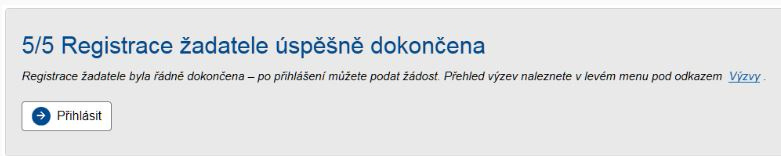 5/5 Registrace žadatele úspěšně dokončena
Registrace žadatele byla řádné dokončena – po přihlášení můžete podat žádost. Přehled výzev naleznete v levém menu pod odkazem Výzvy .
Přihlásit